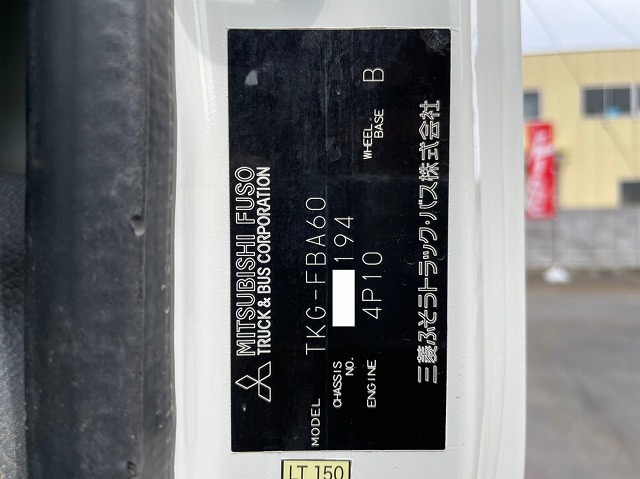 MITSUBISHI FUSO
TRUCK & BUS CORPORATION
MODEL TKG-FBA60
CHASSIS NO. 194
ENGINE 4P10 WHEEL BASE B
三菱ふそうトラック・バス株式会社
LT 150